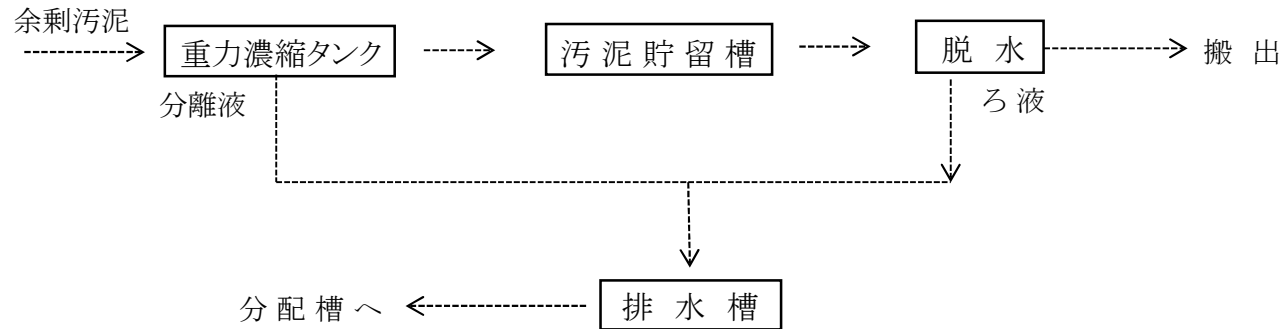 余剰汚泥
重力濃縮タンク
汚泥貯留槽
脱水
搬出
分離液
ろ液
分配槽へ
排水槽